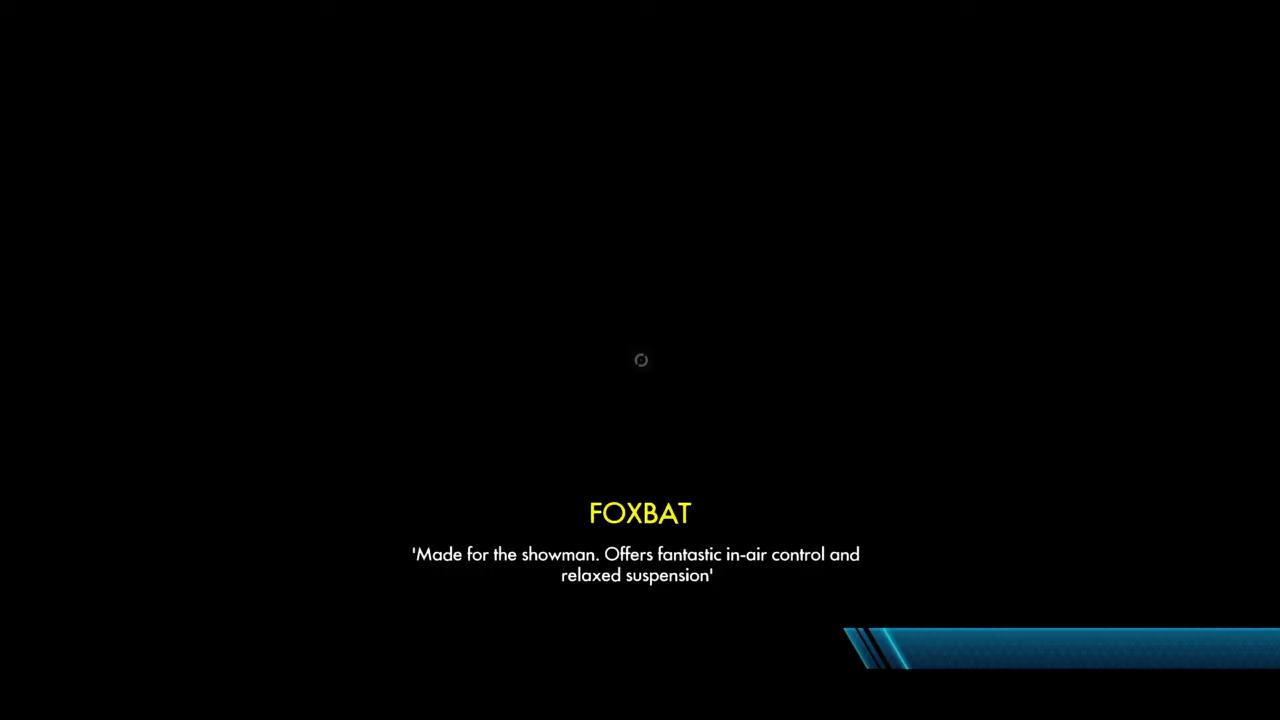 FOXBAT
'Made for the showman. Offers fantastic in-air control and
relaxed suspension'